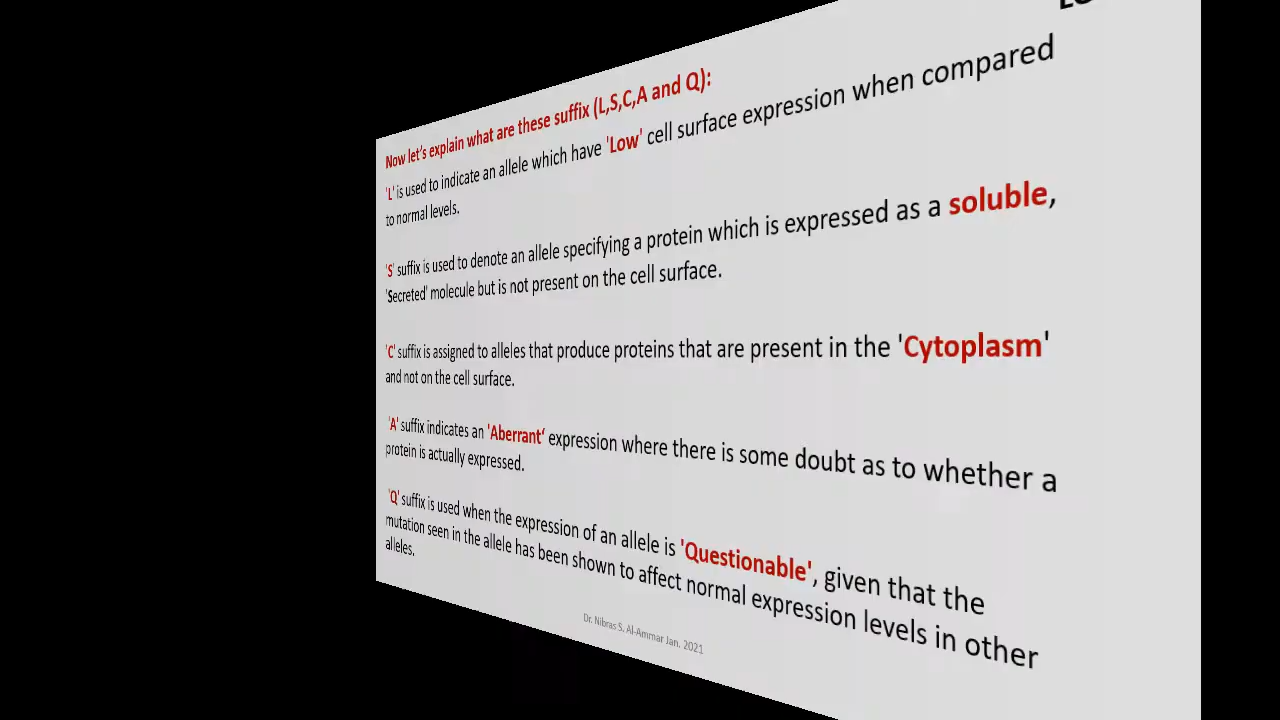 Now let's explain what are these suffix (L,S,C,A and Q):
'L' is used to indicate an allele which have 'Low' cell surface expression when compared
to normal levels.
'S' suffix is used to denote an allele specifying a protein which is expressed as a soluble,
'Secreted' molecule but is not present on the cell surface.
'C' suffix is assigned to alleles that produce proteins that are present in the 'Cytoplasm'
and not on the cell surface.
'A' suffix indicates an 'Aberrant‘ expression where there is some doubt as to whether a
protein is actually expressed.
'Q' suffix is used when the expression of an allele is 'Questionable', given that the
mutation seen in the allele has been shown to affect normal expression levels in other
alleles.
Dr. Nibras S. Al-Ammar Jan. 2021